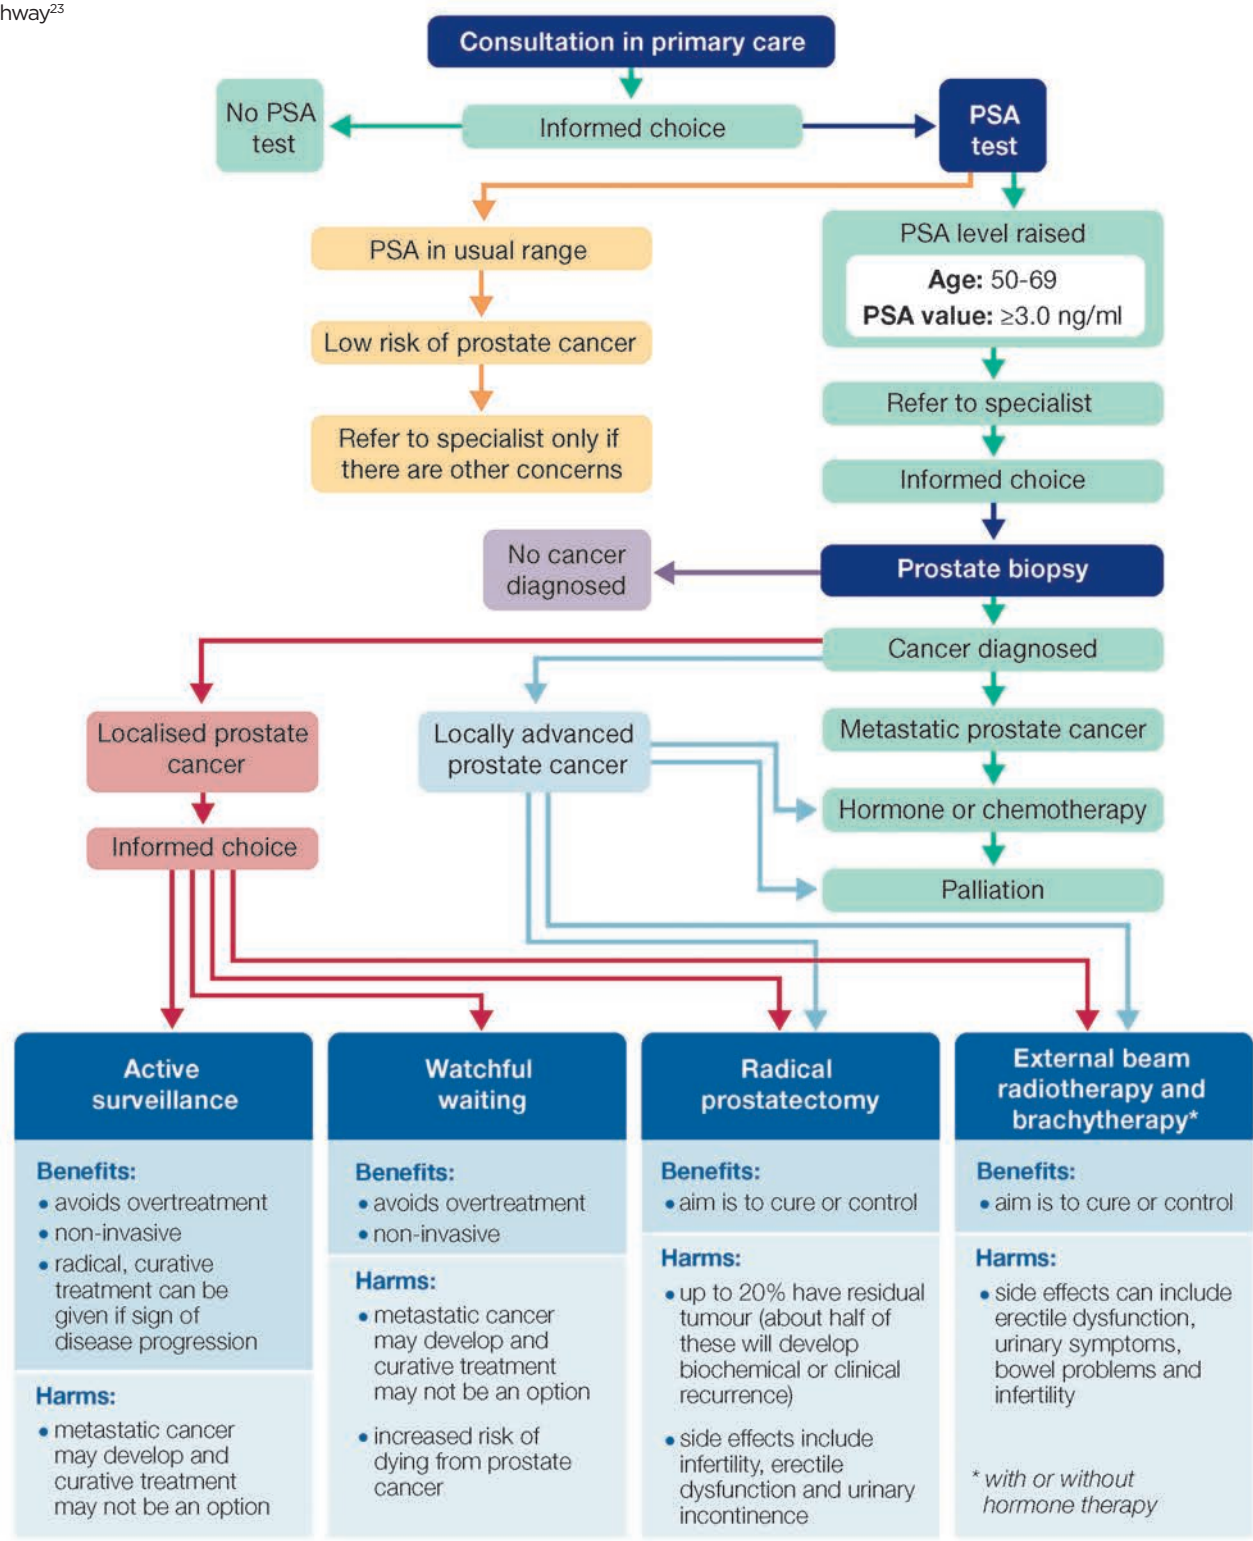 hway23
Consultation in primary care
No PSA
test
Informed choice
PSA
test
PSA in usual range
Low risk of prostate cancer
Refer to specialist only if
there are other concerns
PSA level raised
Age: 50-69
PSA value: ≥3.0 ng/ml
Refer to specialist
Informed choice
No cancer
diagnosed
Prostate biopsy
Cancer diagnosed
Localised prostate
cancer
Informed choice
Locally advanced
prostate cancer
Metastatic prostate cancer
Hormone or chemotherapy
Palliation
Active
surveillance
Benefits:
• avoids overtreatment
• non-invasive
• radical, curative
treatment can be
given if sign of
disease progression
Harms:
• metastatic cancer
may develop and
curative treatment
may not be an option
Watchful
waiting
Benefits:
• avoids overtreatment
• non-invasive
Harms:
• metastatic cancer
may develop and
curative treatment
may not be an option
• increased risk of
dying from prostate
cancer
Radical
prostatectomy
Benefits:
• aim is to cure or control
Harms:
• up to 20% have residual
tumour (about half of
these will develop
biochemical or clinical
recurrence)
• side effects include
infertility, erectile
dysfunction and urinary
incontinence
External beam
radiotherapy and
brachytherapy*
Benefits:
• aim is to cure or control
Harms:
• side effects can include
erectile dysfunction,
urinary symptoms,
bowel problems and
infertility
* with or without
hormone therapy